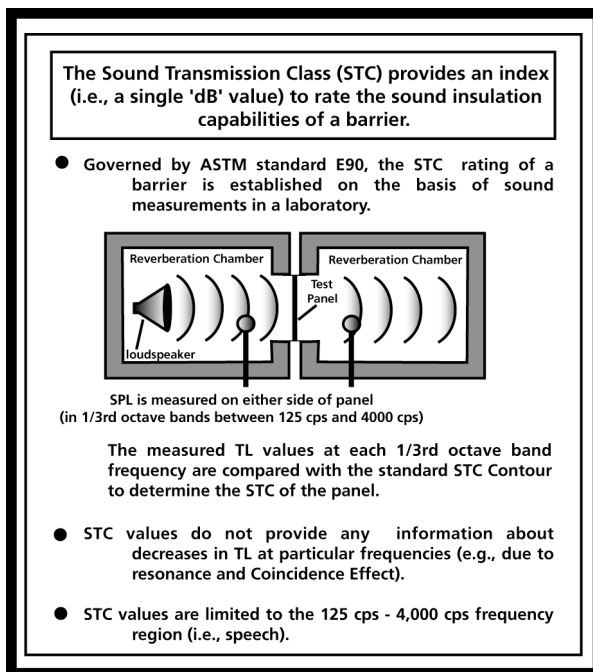 The Sound Transmission Class (STC) provides an index
(i.e., a single 'dB' value) to rate the sound insulation
capabilities of a barrier.
● Governed by ASTM standard E90, the STC rating of a
barrier is established on the basis of sound
measurements in a laboratory.
Reverberation Chamber
Reverberation Chamber
Test
Panel
loudspeaker
SPL is measured on either side of panel
(in 1/3rd octave bands between 125 cps and 4000 cps)
The measured TL values at each 1/3rd octave band
frequency are compared with the standard STC Contour
to determine the STC of the panel.
● STC values do not provide any information about
decreases in TL at particular frequencies (e.g., due to
resonance and Coincidence Effect).
● STC values are limited to the 125 cps - 4,000 cps frequency
region (i.e., speech).